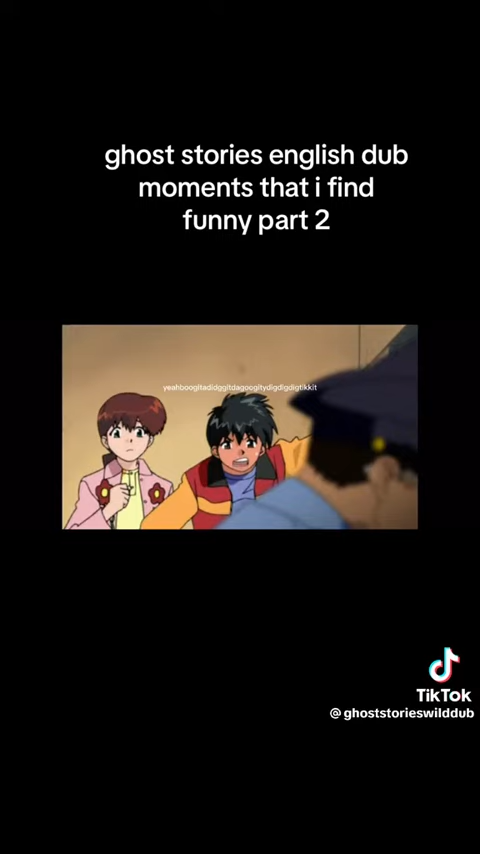 ghost stories english dub
moments that i find
funny part 2
yeahboogitadidggitdagoogitydigdigdigtikkit
TikTok
@ghoststorieswilddub